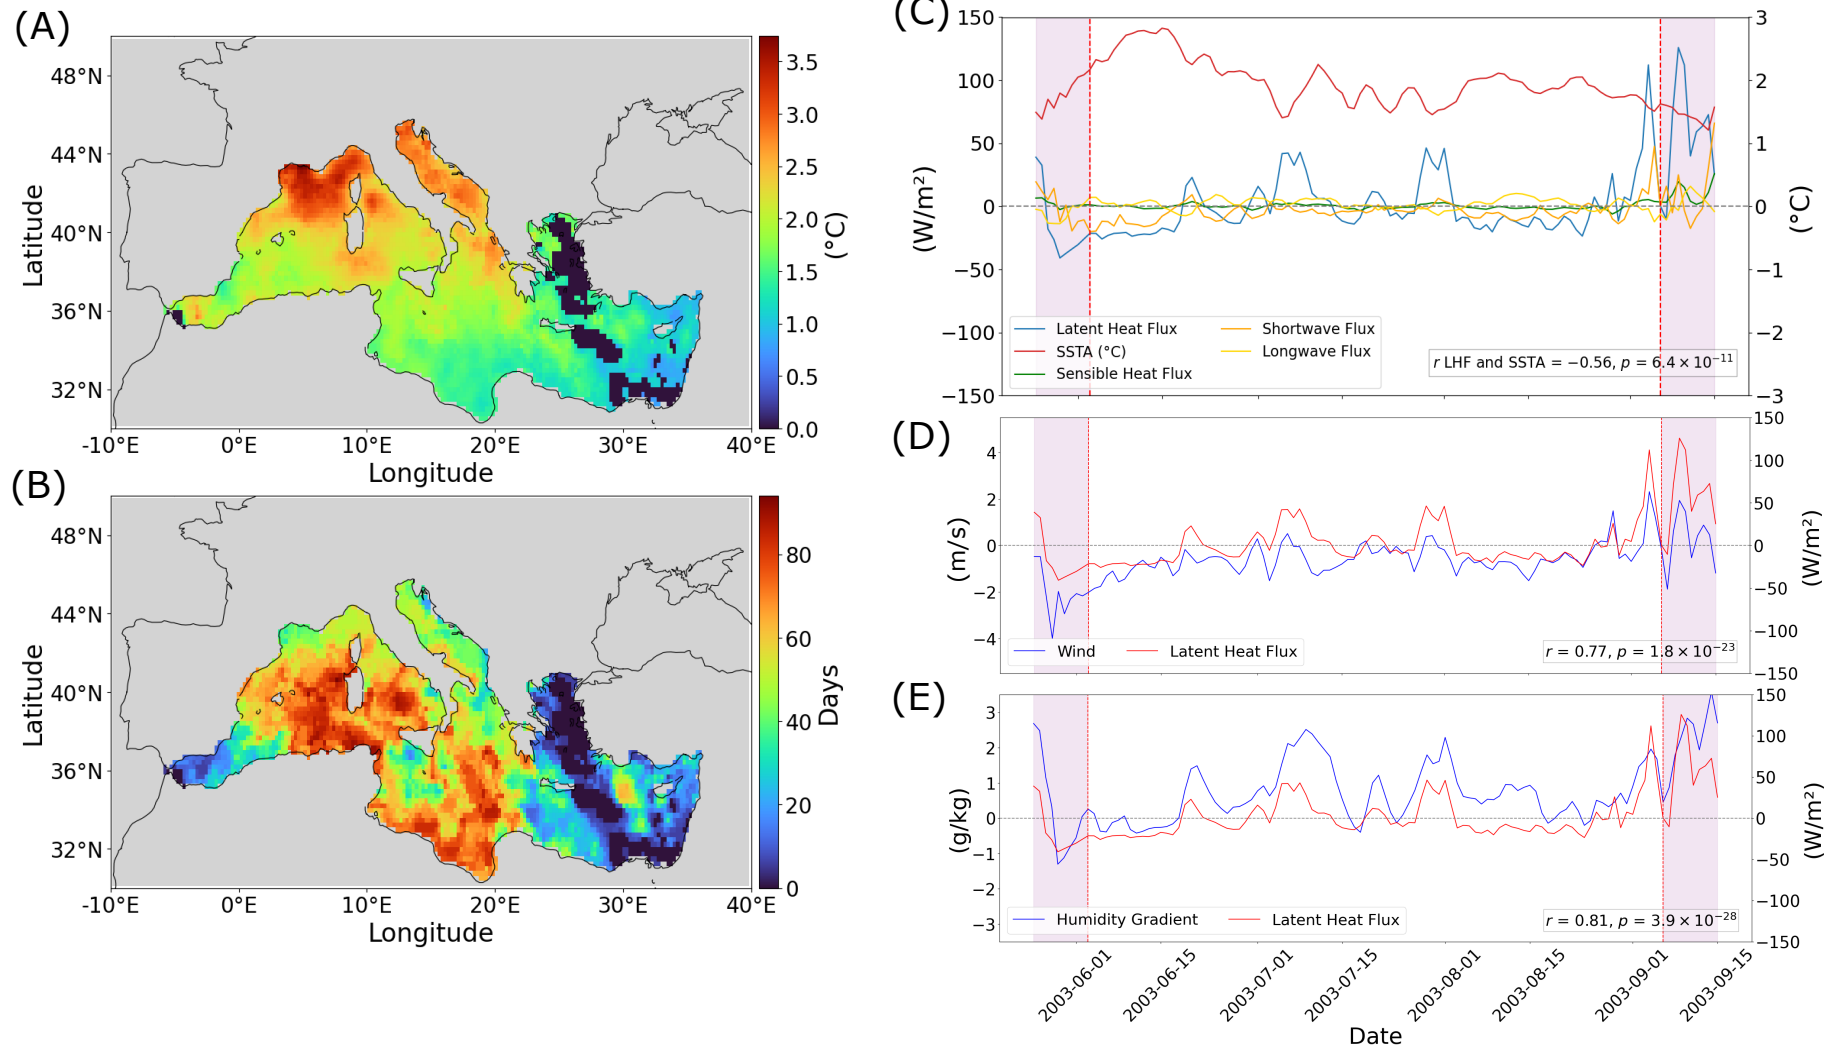 (A)
48°N
44°N
40°N
36°N
32°N
Latitude
-10°E
0°E
10°E
20°E
30°E
40°E
Longitude
3.5
3.0
2.5
2.0
1.5
1.0
0.5
0.0
(°C)
(B)
48°N
44°N
40°N
36°N
32°N
Latitude
-10°E
0°E
10°E
20°E
30°E
40°E
Longitude
80
60
40
20
0
Days
(C)
150
100
50
0
−50
−100
−150
(W/m²)
3
2
1
0
−1
−2
−3
(°C)
Latent Heat Flux
SSTA (°C)
Sensible Heat Flux
Shortwave Flux
Longwave Flux
r LHF and SSTA = −0.56, p = 6.4 × 10⁻¹¹
(D)
4
2
0
−2
−4
(m/s)
150
100
50
0
−50
−100
−150
(W/m²)
Wind
Latent Heat Flux
r = 0.77, p = 1.8 × 10⁻²³
(E)
3
2
1
0
−1
−2
−3
(g/kg)
150
100
50
0
−50
−100
−150
(W/m²)
Humidity Gradient
Latent Heat Flux
r = 0.81, p = 3.9 × 10⁻²⁸
2003-06-01
2003-06-15
2003-07-01
2003-07-15
2003-08-01
2003-08-15
2003-09-01
2003-09-15
Date